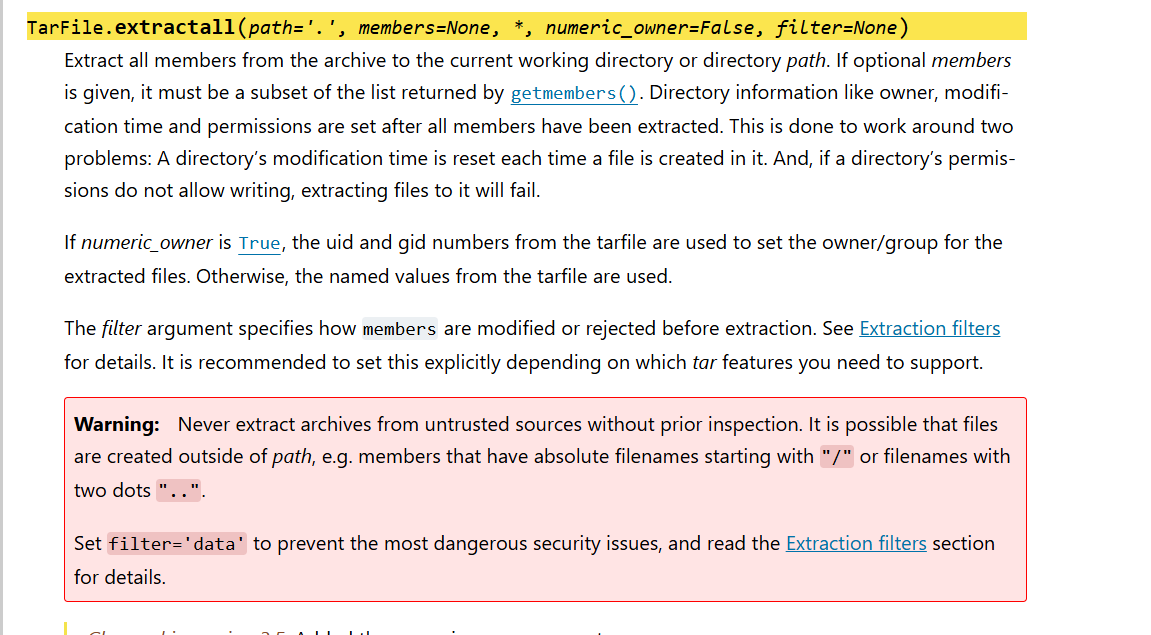 TarFile.extractall(path='.', members=None, *, numeric_owner=False, filter=None)
Extract all members from the archive to the current working directory or directory path. If optional members
is given, it must be a subset of the list returned by getmembers(). Directory information like owner, modifi-
cation time and permissions are set after all members have been extracted. This is done to work around two
problems: A directory’s modification time is reset each time a file is created in it. And, if a directory’s permis-
sions do not allow writing, extracting files to it will fail.
If numeric_owner is True, the uid and gid numbers from the tarfile are used to set the owner/group for the
extracted files. Otherwise, the named values from the tarfile are used.
The filter argument specifies how members are modified or rejected before extraction. See Extraction filters
for details. It is recommended to set this explicitly depending on which tar features you need to support.
Warning: Never extract archives from untrusted sources without prior inspection. It is possible that files
are created outside of path, e.g. members that have absolute filenames starting with "/" or filenames with
two dots "..".
Set filter='data' to prevent the most dangerous security issues, and read the Extraction filters section
for details.